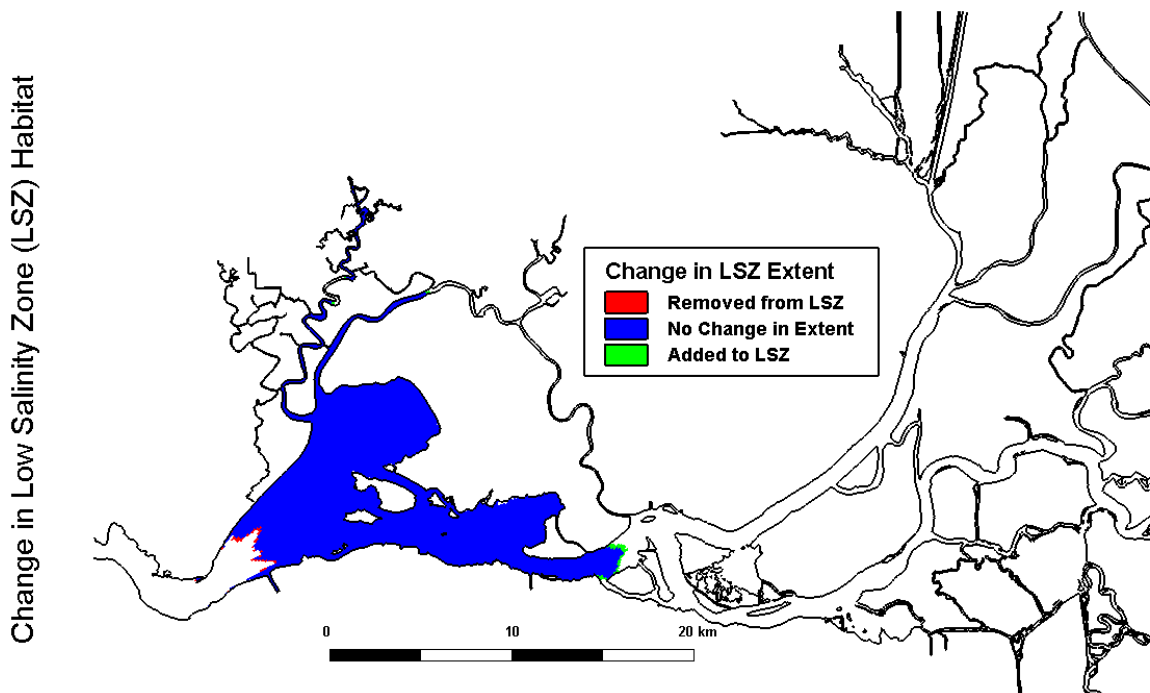 Change in Low Salinity Zone (LSZ) Habitat
Change in LSZ Extent
Removed from LSZ
No Change in Extent
Added to LSZ
0 10 20 km